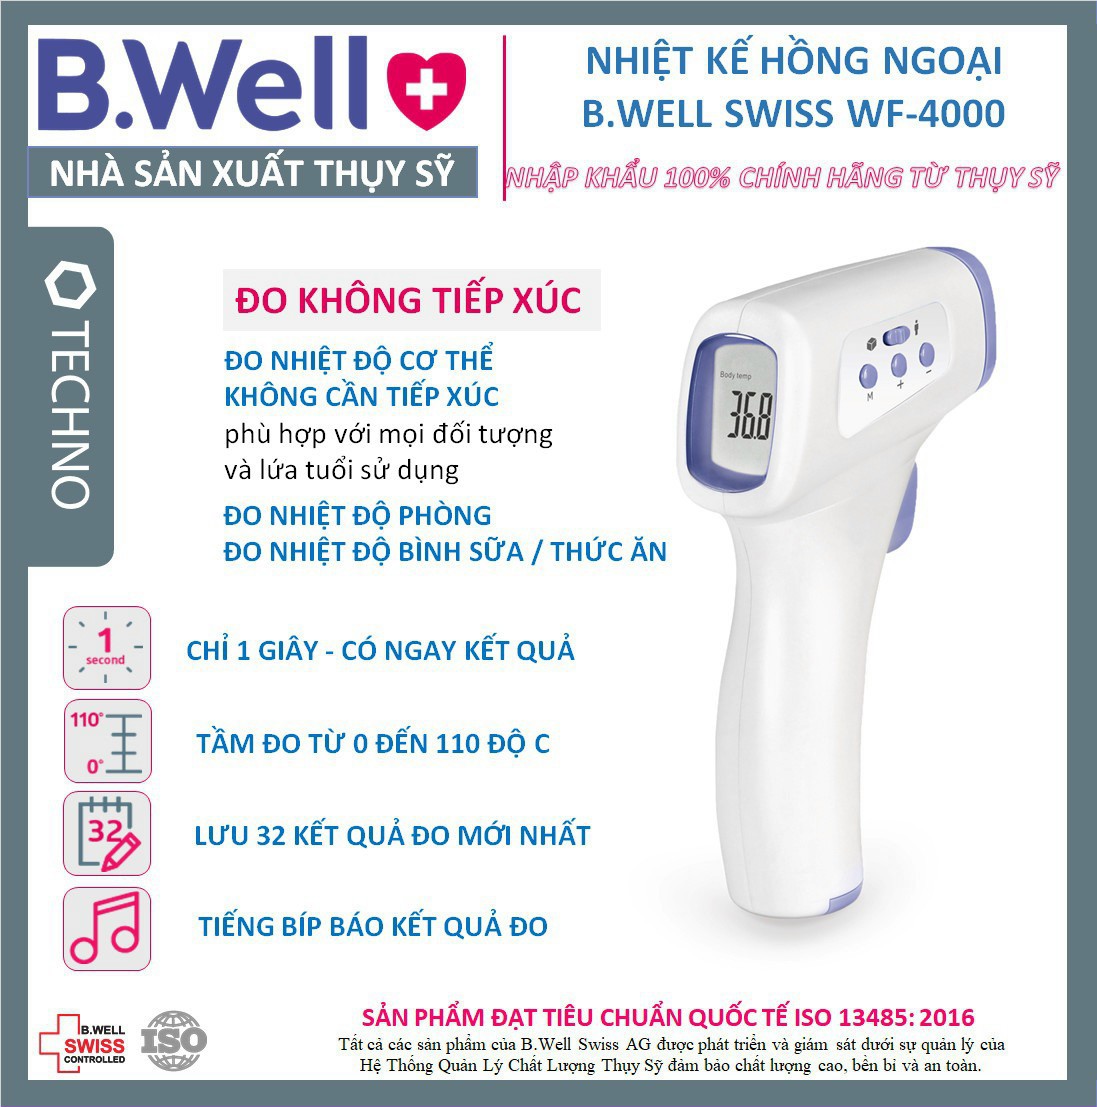 B.Well
NHÀ SẢN XUẤT THỤY SỸ
NHIỆT KẾ HỒNG NGOẠI
B.WELL SWISS WF-4000
NHẬP KHẨU 100% CHÍNH HÃNG TỪ THỤY SỸ
TECHNO
ĐO KHÔNG TIẾP XÚC
ĐO NHIỆT ĐỘ CƠ THỂ
KHÔNG CẦN TIẾP XÚC
phù hợp với mọi đối tượng
và lứa tuổi sử dụng
ĐO NHIỆT ĐỘ PHÒNG
ĐO NHIỆT ĐỘ BÌNH SỮA / THỨC ĂN
Body temp
36.8
M
+
-
1
second
CHỈ 1 GIÂY - CÓ NGAY KẾT QUẢ
110°
0°
TẦM ĐO TỪ 0 ĐẾN 110 ĐỘ C
32
LƯU 32 KẾT QUẢ ĐO MỚI NHẤT
TIẾNG BÍP BÁO KẾT QUẢ ĐO
B.WELL
SWISS
CONTROLLED
ISO
SẢN PHẨM ĐẠT TIÊU CHUẨN QUỐC TẾ ISO 13485: 2016
Tất cả các sản phẩm của B.Well Swiss AG được phát triển và giám sát dưới sự quản lý của
Hệ Thống Quản Lý Chất Lượng Thụy Sỹ đảm bảo chất lượng cao, bền bỉ và an toàn.